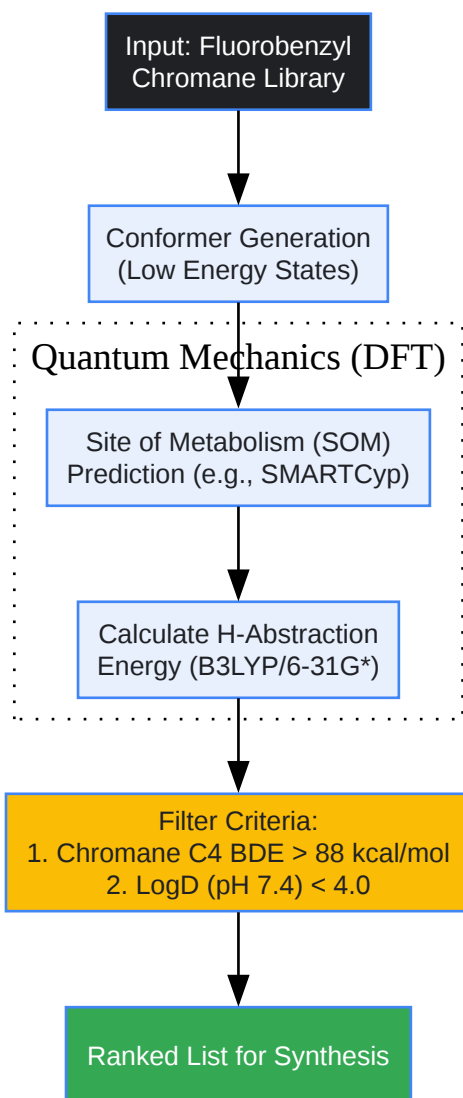 Input: Fluorobenzyl
Chromane Library
Conformer Generation
(Low Energy States)
Quantum Mechanics (DFT)
Site of Metabolism (SOM)
Prediction (e.g., SMARTCyp)
Calculate H-Abstraction
Energy (B3LYP/6-31G*)
Filter Criteria:
1. Chromane C4 BDE > 88 kcal/mol
2. LogD (pH 7.4) < 4.0
Ranked List for Synthesis